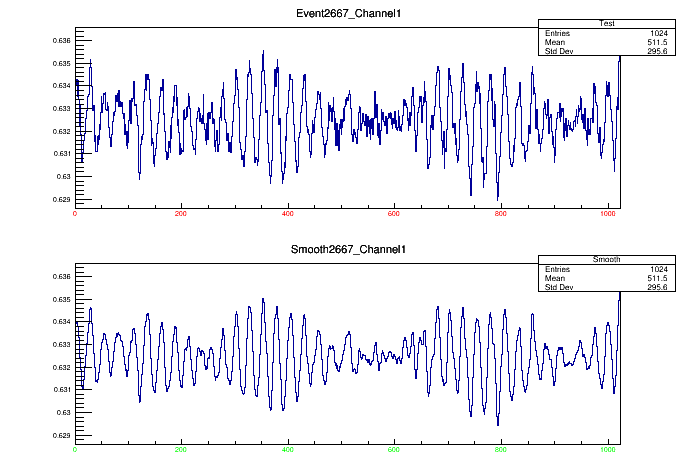 Event2667_Channel1
Test
Entries 1024
Mean 511.5
Std Dev 295.6
0.636
0.635
0.634
0.633
0.632
0.631
0.63
0.629
0 200 400 600 800 1000
Smooth2667_Channel1
Smooth
Entries 1024
Mean 511.5
Std Dev 295.6
0.636
0.635
0.634
0.633
0.632
0.631
0.63
0.629
0 200 400 600 800 1000